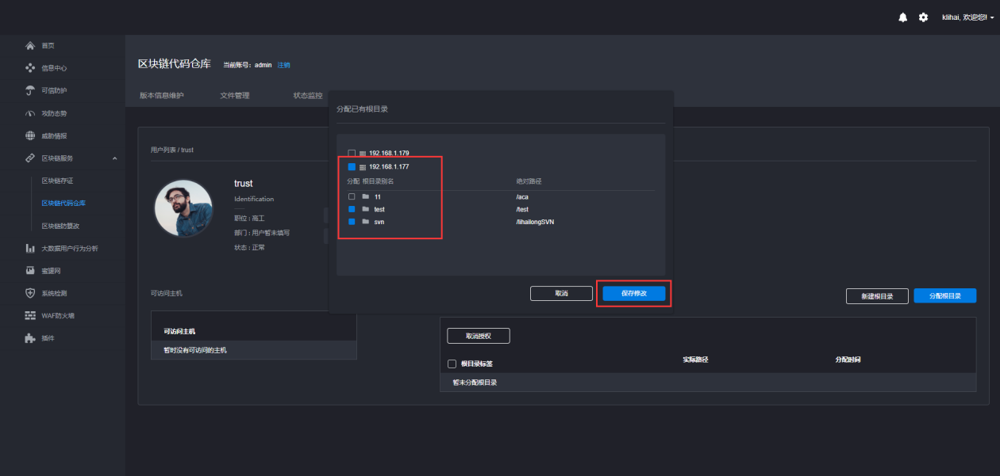 klihai, 欢迎您!
首页
信息中心
可信防护
攻防态势
威胁情报
区块链服务
区块链存证
区块链代码仓库
区块链防篡改
大数据用户行为分析
蜜罐网
系统检测
WAF防火墙
插件
区块链代码仓库 当前账号：admin 注销
版本信息维护 文件管理 状态监控
用户列表 / trust
trust
Identification
职位 : 高工
部门 : 用户暂未填写
状态 : 正常
分配已有根目录
192.168.1.179
192.168.1.177
分配 根目录别名 绝对路径
11 /aca
test /test
svn /lihailongSVN
取消 保存修改
可访问主机
新建根目录 分配根目录
可访问主机
暂时没有可访问的主机
取消授权
根目录标签 实际路径 分配时间
暂未分配根目录